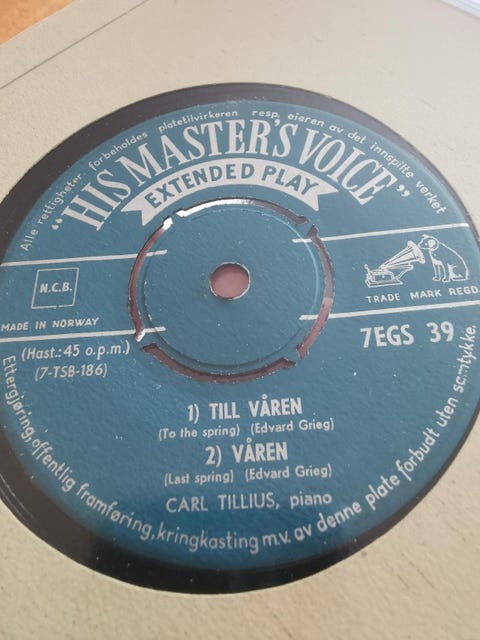 Alle rettigheter forbeholdes platetilvirkeren resp. eieren av det innspilte verket
"HIS MASTER'S VOICE"
EXTENDED PLAY
N.C.B.
TRADE MARK REGD.
MADE IN NORWAY
7EGS 39
(Hast.: 45 o.p.m.)
(7-TSB-186)
1) TILL VÅREN
(To the spring) (Edvard Grieg)
2) VÅREN
(Last spring) (Edvard Grieg)
CARL TILLIUS, piano
Ettergjøring, offentlig framføring, kringkasting m.v. av denne plate forbudt uten samtykke.